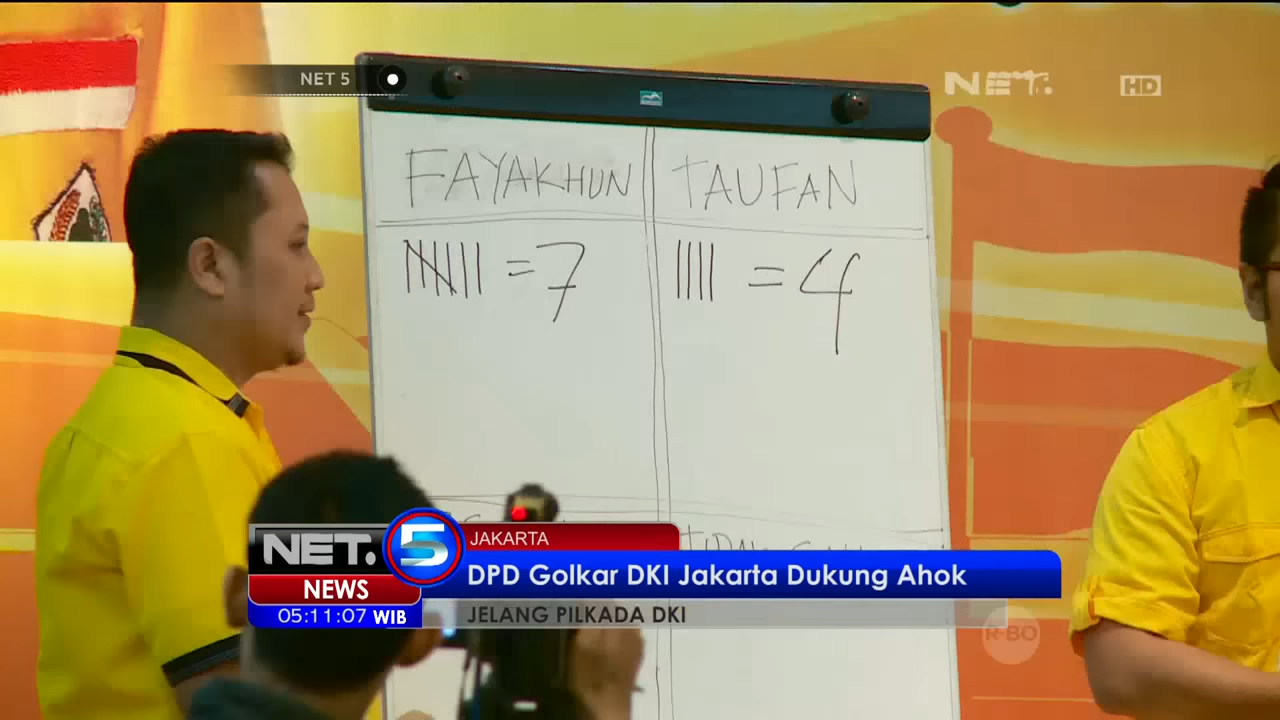 NET 5
NET.
HD
FAYAKHUN TAUFAN
= 7 = 4
NET. 5
JAKARTA
DPD Golkar DKI Jakarta Dukung Ahok
NEWS
05:11:07 WIB
JELANG PILKADA DKI
R-BO